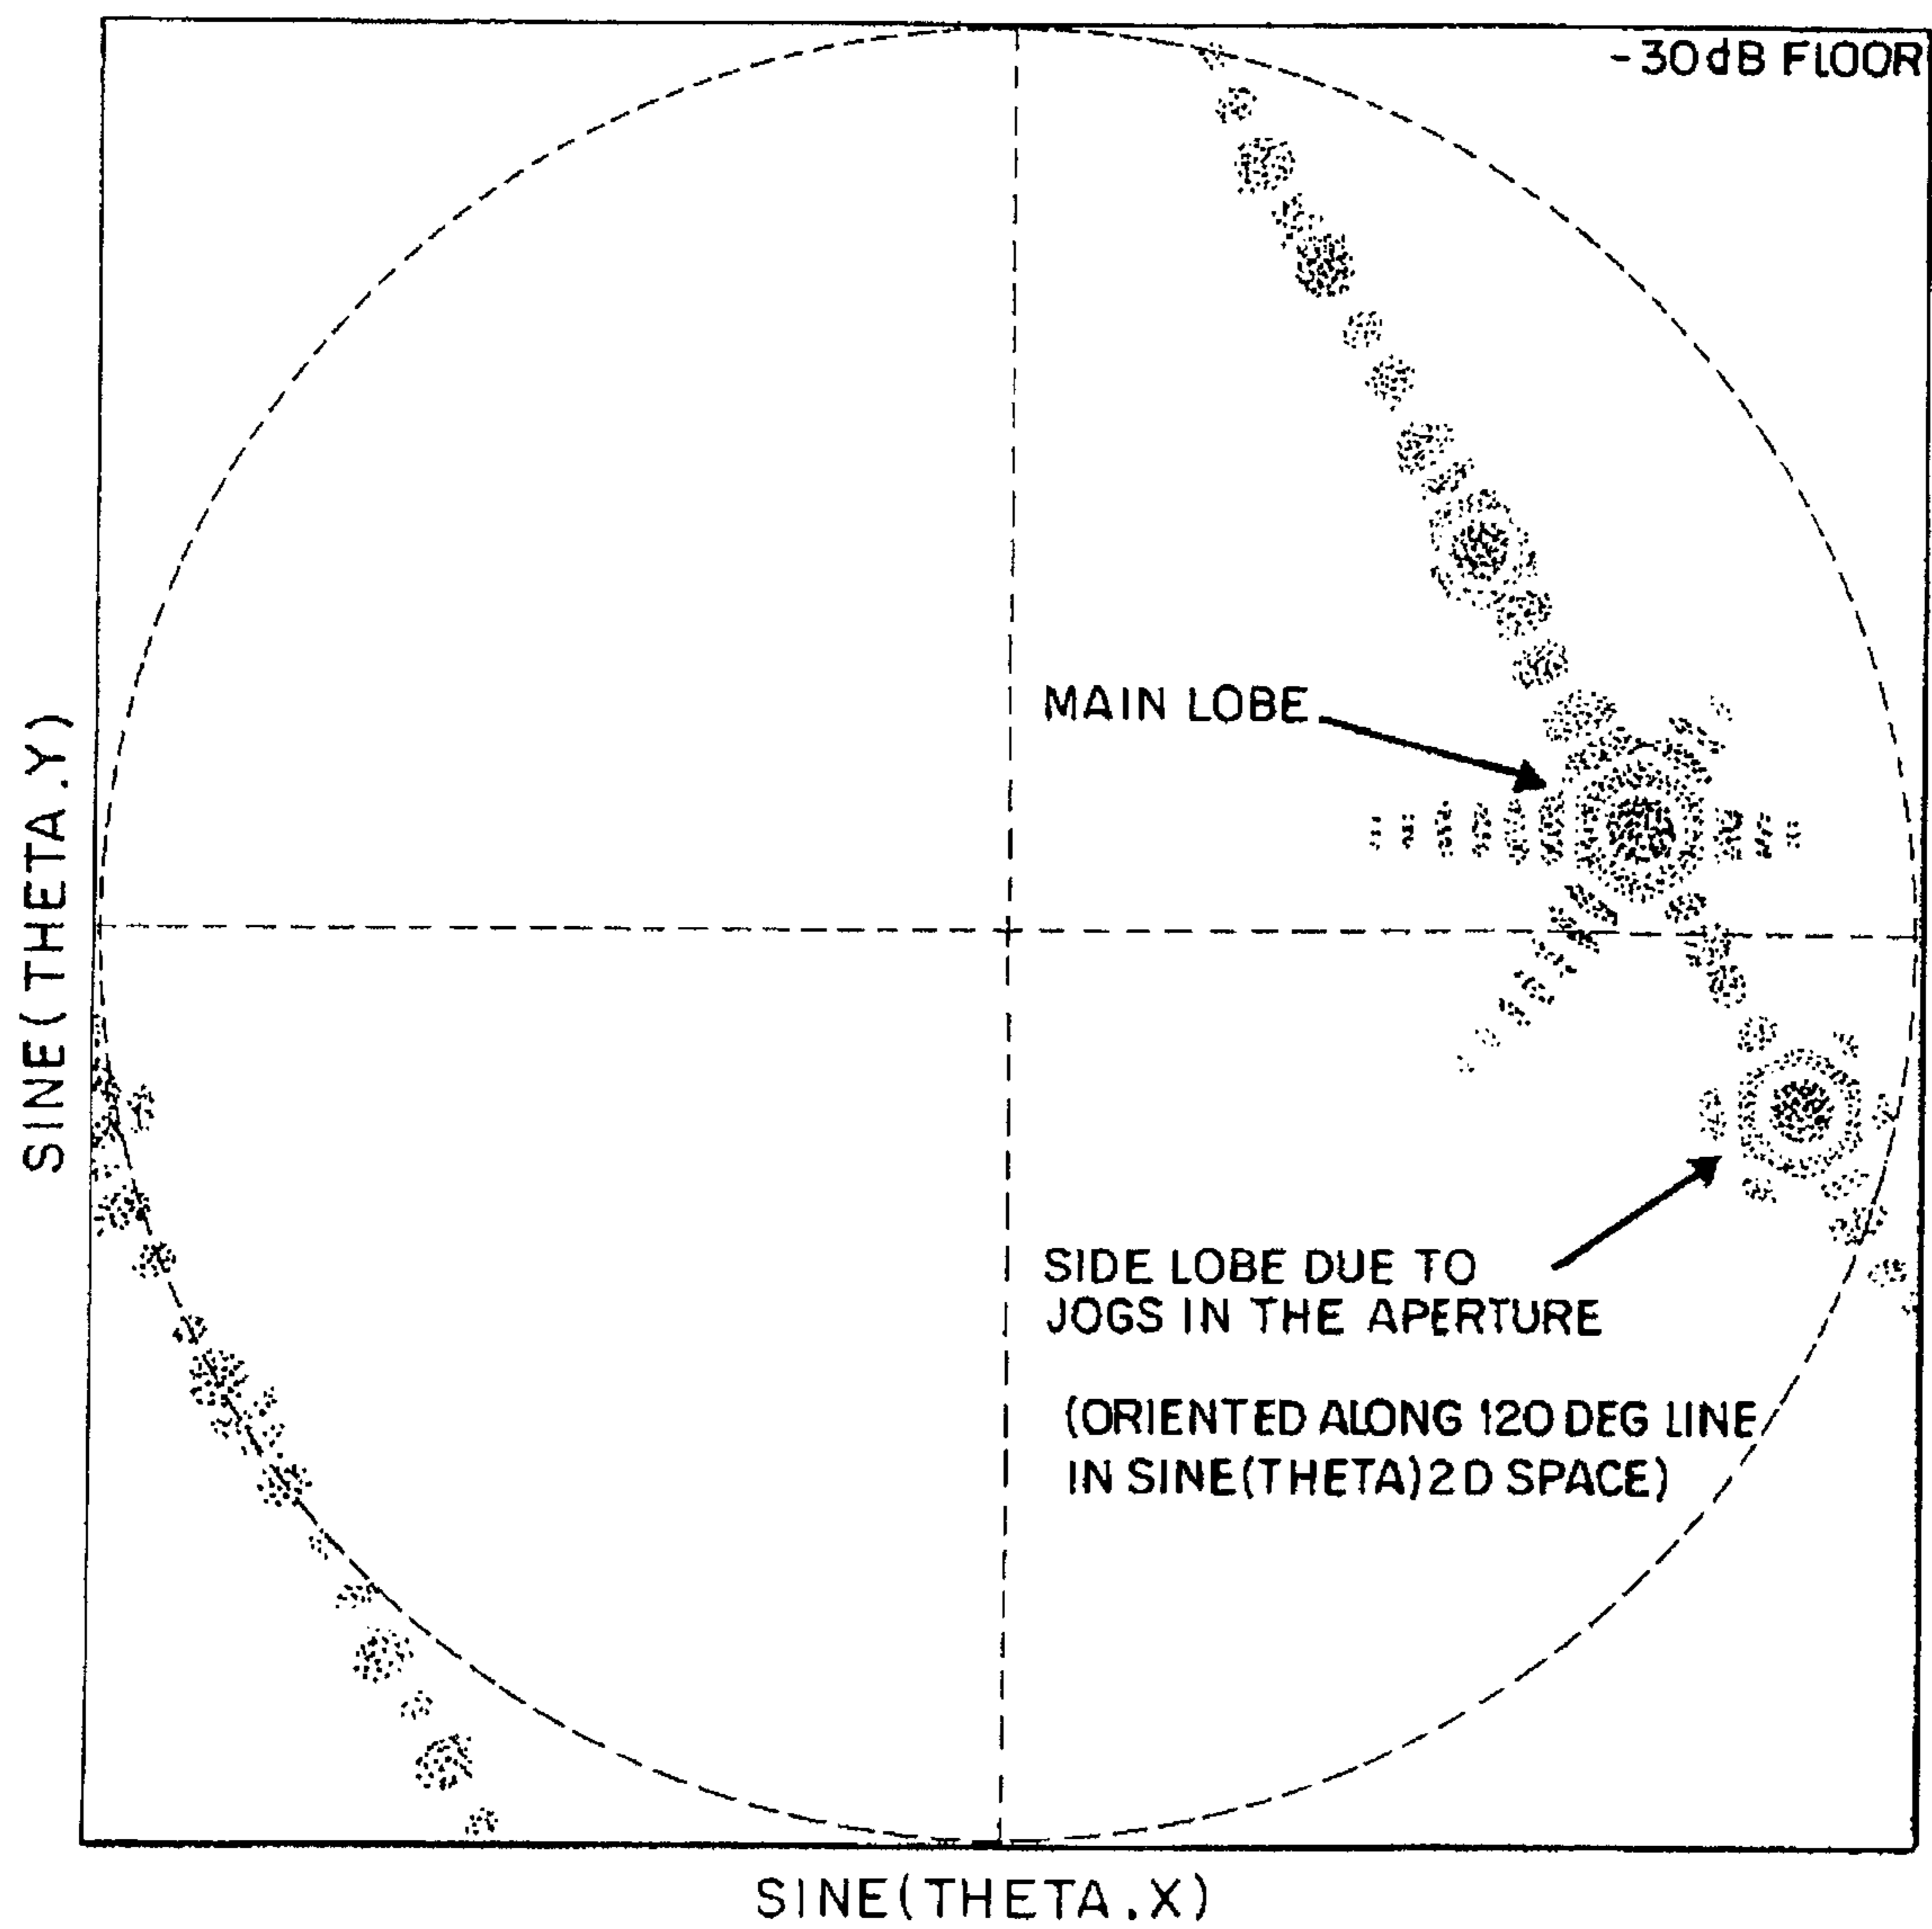 -30dB FLOOR
MAIN LOBE
SINE(THETA.Y)
SIDE LOBE DUE TO
JOGS IN THE APERTURE
(ORIENTED ALONG 120 DEG LINE
IN SINE(THETA)2D SPACE)
SINE(THETA.X)